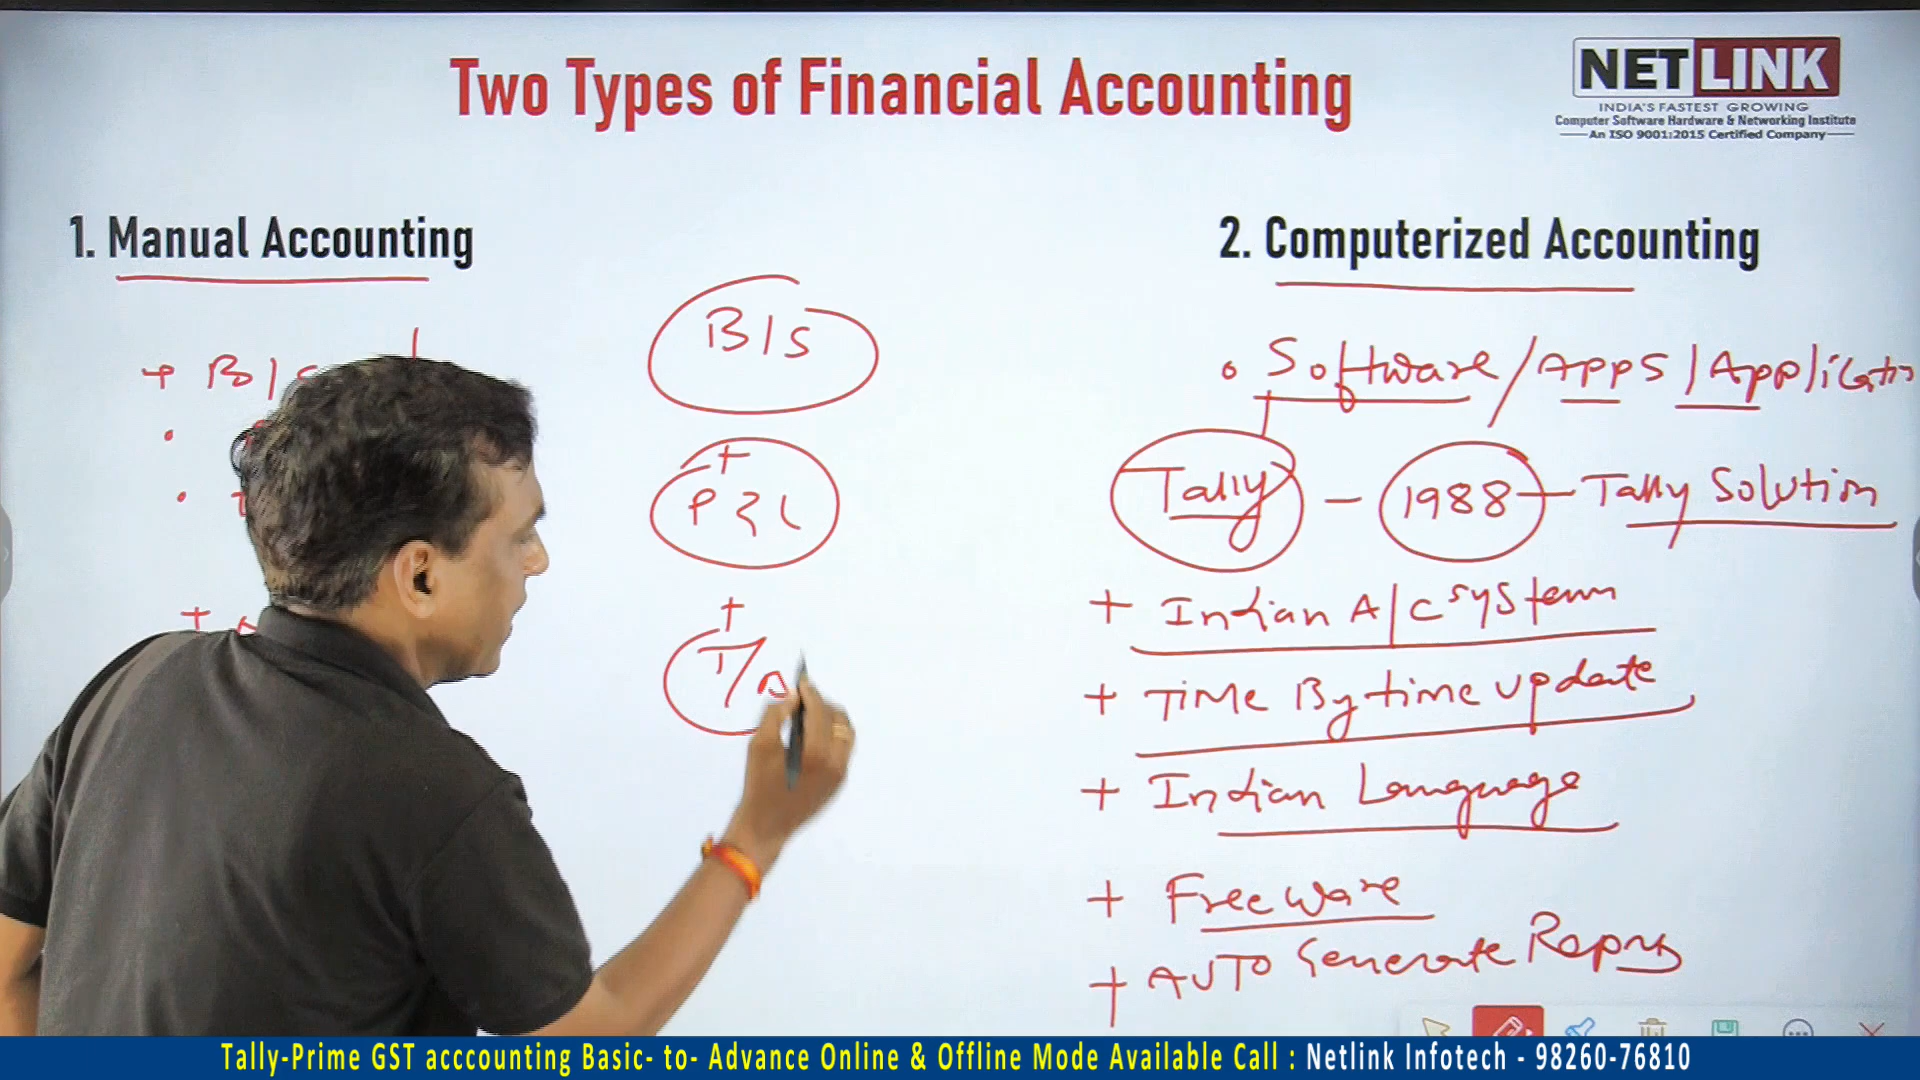 Two Types of Financial Accounting
NETLINK
INDIA'S FASTEST GROWING
Computer Software Hardware & Networking Institute
An ISO 9001:2015 Certified Company
1. Manual Accounting
B/S
+
P & L
+
T/
2. Computerized Accounting
Software / APPS / Applicatin
Tally - 1988 - Tally Solution
+ Indian A/C System
+ TiMe By time update
+ Indian Language
+ Freeware
+ AUTO Generate
Tally-Prime GST acccounting Basic- to- Advance Online & Offline Mode Available Call : Netlink Infotech - 98260-76810